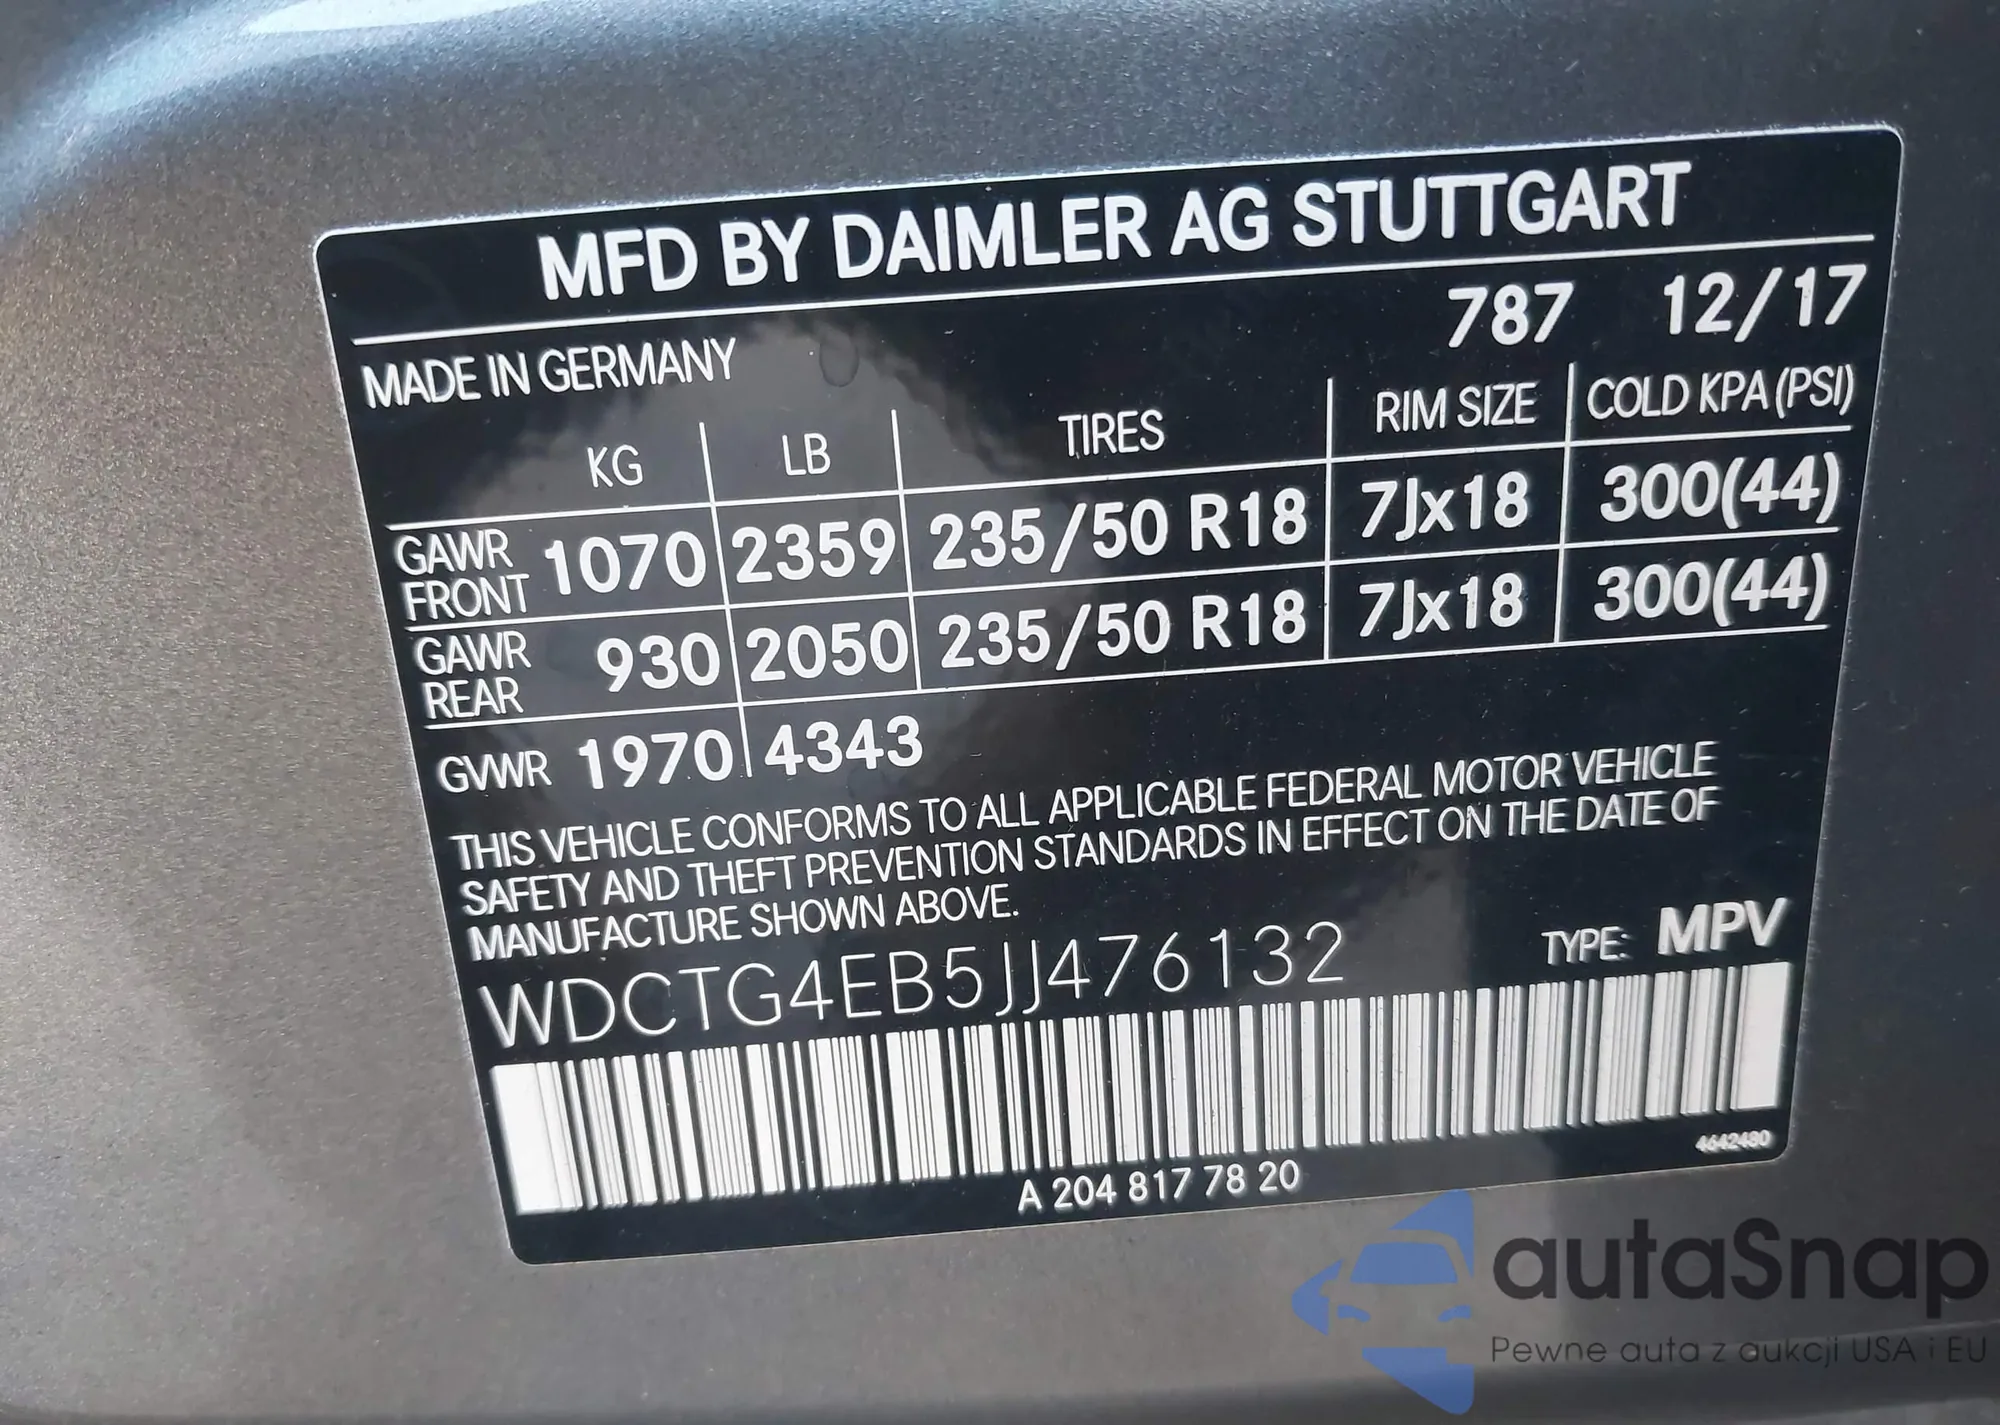 MFD BY DAIMLER AG STUTTGART
787 12/17
MADE IN GERMANY
KG LB TIRES RIM SIZE COLD KPA (PSI)
GAWR FRONT 1070 2359 235/50 R18 7Jx18 300(44)
GAWR REAR 930 2050 235/50 R18 7Jx18 300(44)
GVWR 1970 4343
THIS VEHICLE CONFORMS TO ALL APPLICABLE FEDERAL MOTOR VEHICLE
SAFETY AND THEFT PREVENTION STANDARDS IN EFFECT ON THE DATE OF
MANUFACTURE SHOWN ABOVE.
WDCTG4EB5JJ476132 TYPE: MPV
4642480
A 204 817 78 20
autaSnap
Pewne auta z aukcji USA i EU